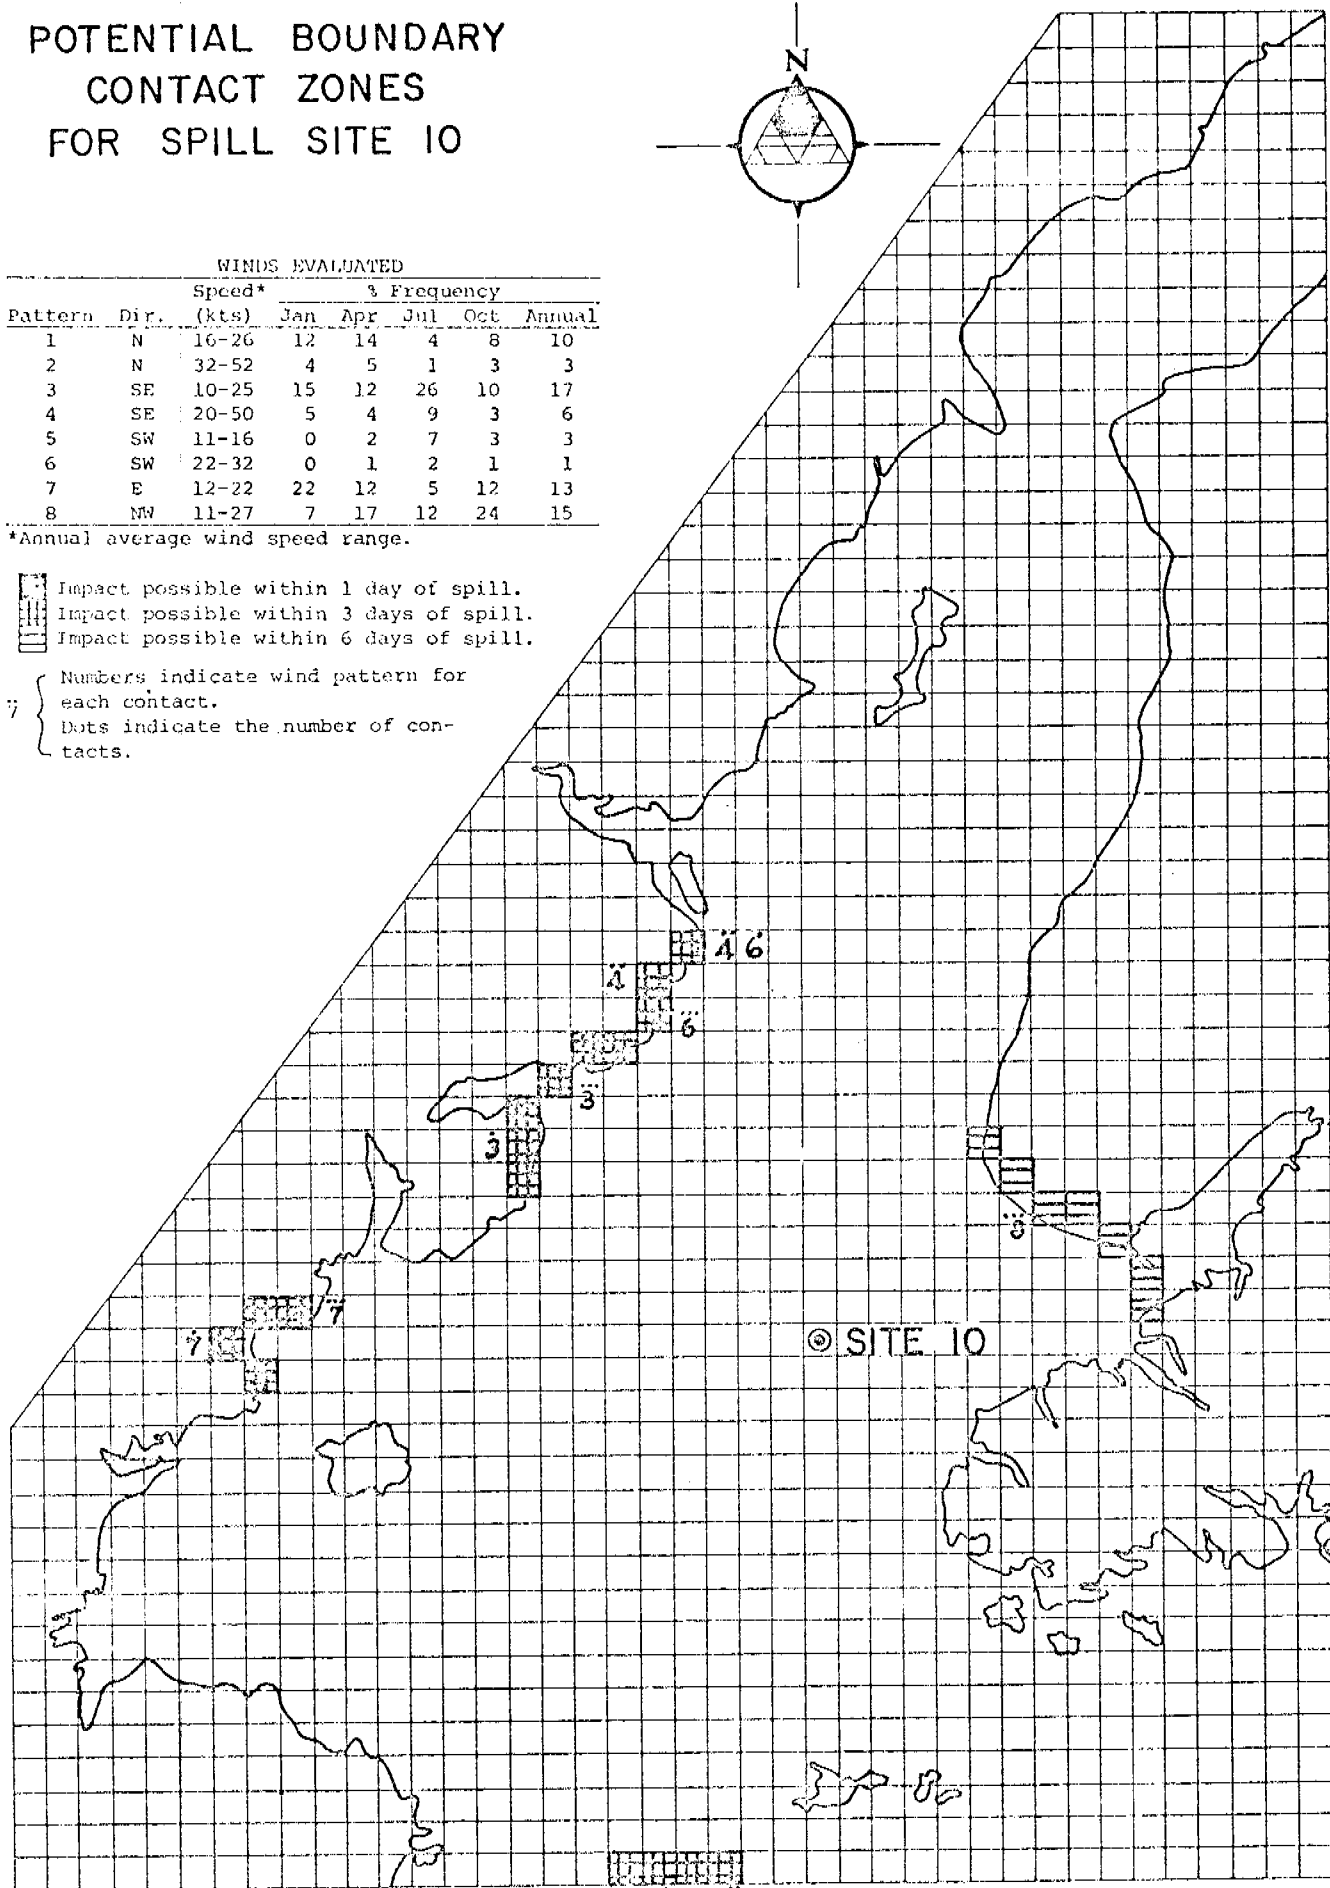 POTENTIAL BOUNDARY
CONTACT ZONES
FOR SPILL SITE 10
N
WINDS EVALUATED
Speed* % Frequency
Pattern Dir. (kts) Jan Apr Jul Oct Annual
1 N 16-26 12 14 4 8 10
2 N 32-52 4 5 1 3 3
3 SE 10-25 15 12 26 10 17
4 SE 20-50 5 4 9 3 6
5 SW 11-16 0 2 7 3 3
6 SW 22-32 0 1 2 1 1
7 E 12-22 22 12 5 12 13
8 NW 11-27 7 17 12 24 15
*Annual average wind speed range.
Impact possible within 1 day of spill.
Impact possible within 3 days of spill.
Impact possible within 6 days of spill.
7 Numbers indicate wind pattern for
each contact.
Dots indicate the number of con-
tacts.
4 6
4
6
3
3
7
7
SITE 10